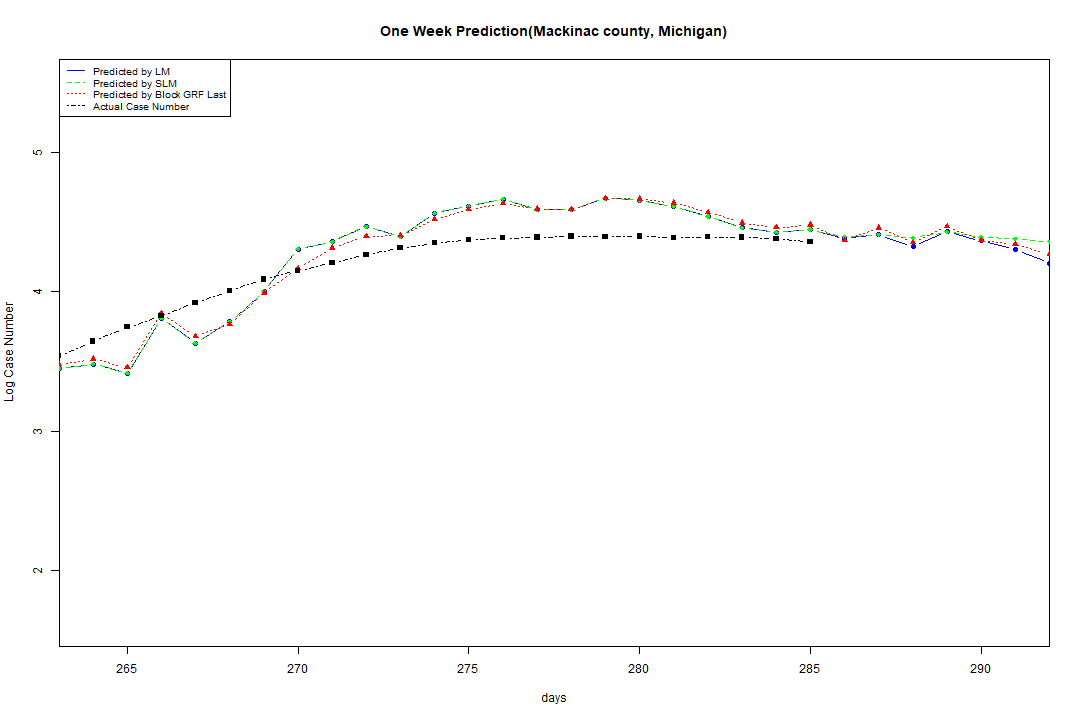 One Week Prediction(Mackinac county, Michigan)
Predicted by LM
Predicted by SLM
Predicted by Block GRF Last
Actual Case Number
5
4
3
2
Log Case Number
265 270 275 280 285 290
days